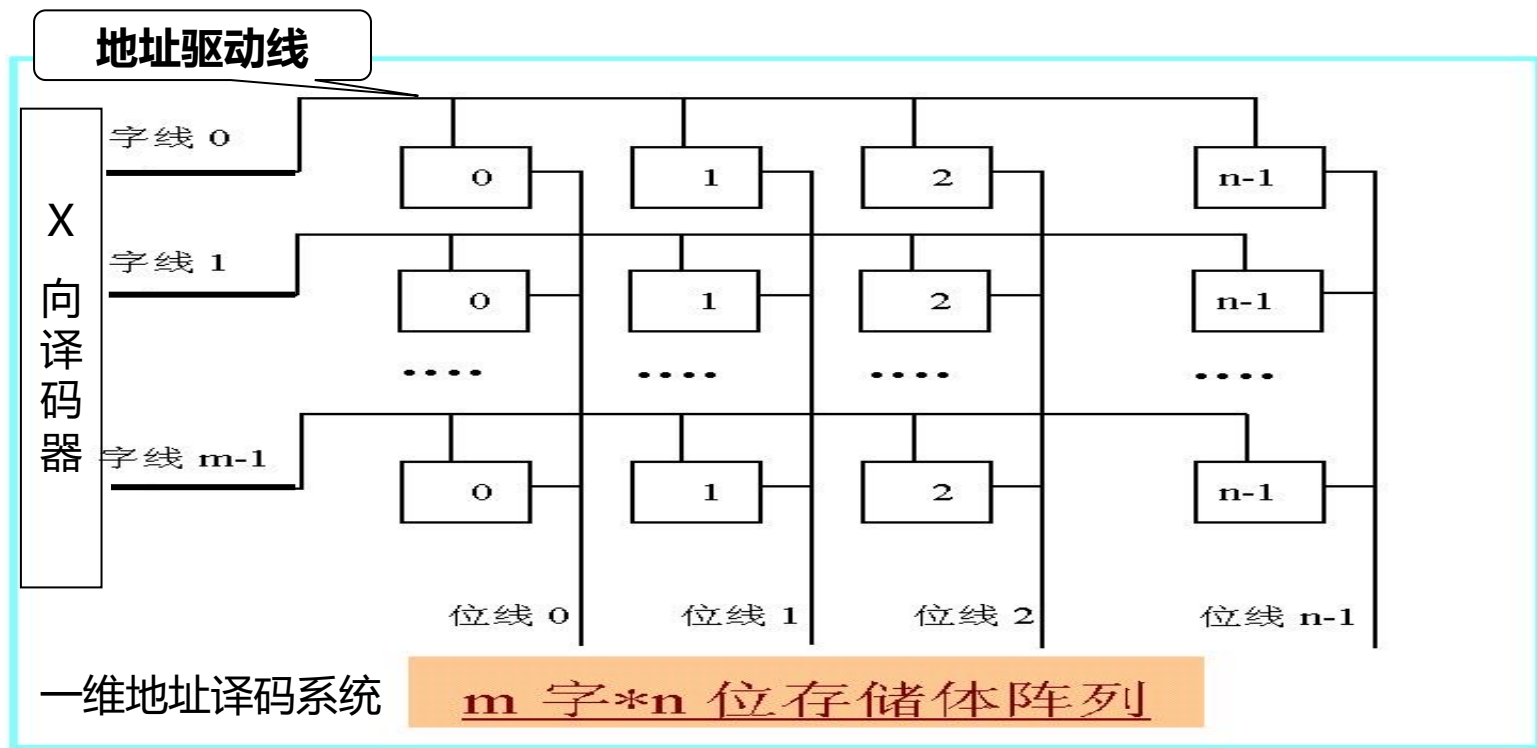 地址驱动线
X
向
译
码
器
字线 0
0 1 2 n-1
字线 1
0 1 2 n-1
•••• •••• •••• ••••
字线 m-1
0 1 2 n-1
位线 0 位线 1 位线 2 位线 n-1
一维地址译码系统
m 字*n 位存储体阵列